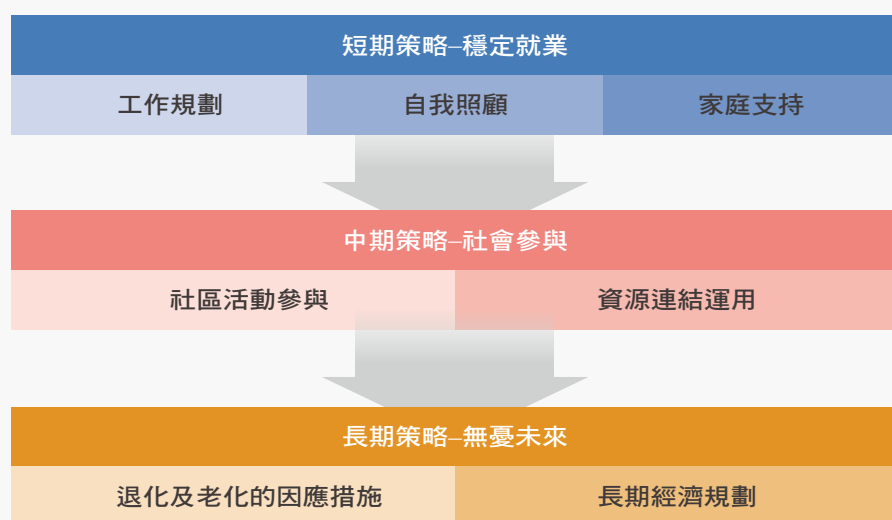 短期策略–穩定就業
工作規劃 自我照顧 家庭支持
中期策略–社會參與
社區活動參與 資源連結運用
長期策略–無憂未來
退化及老化的因應措施 長期經濟規劃